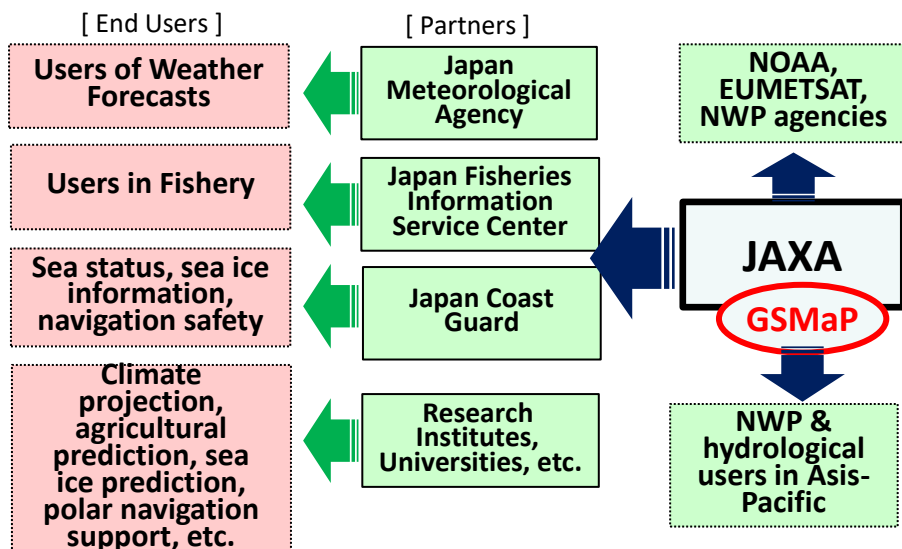 [ End Users ]
[ Partners ]
Users of Weather
Forecasts
Japan
Meteorological
Agency
NOAA,
EUMETSAT,
NWP agencies
Users in Fishery
Japan Fisheries
Information
Service Center
JAXA
GSMaP
Sea status, sea ice
information,
navigation safety
Japan Coast
Guard
Climate
projection,
agricultural
prediction, sea
ice prediction,
polar navigation
support, etc.
Research
Institutes,
Universities, etc.
NWP &
hydrological
users in Asis-
Pacific